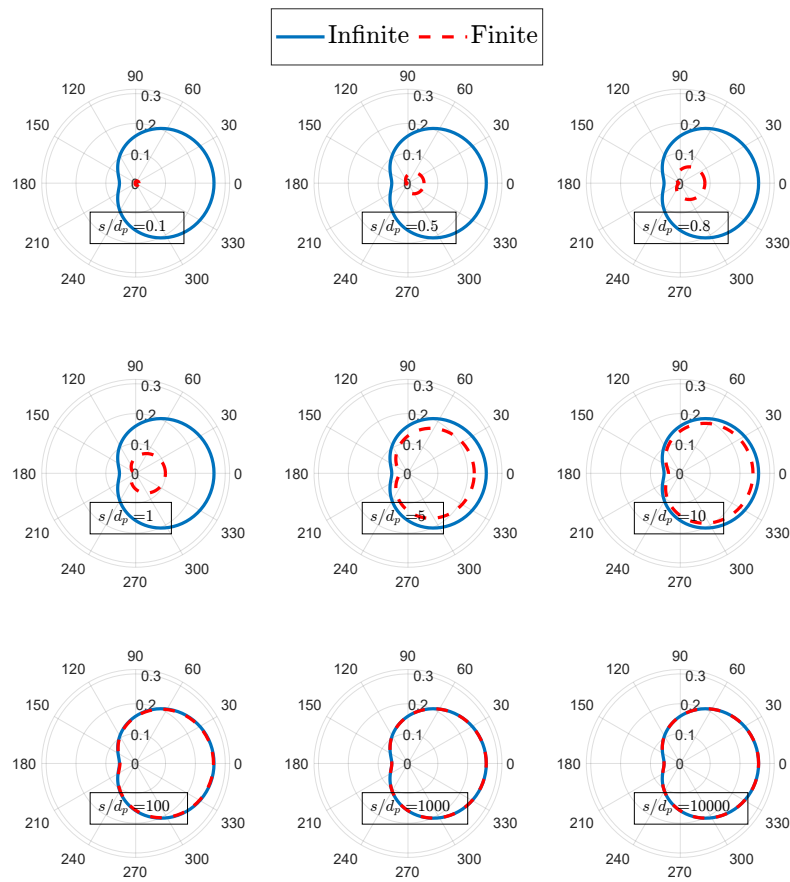 Infinite Finite
90 90 90
120 0.3 60 120 0.3 60 120 0.3 60
150 0.2 30 150 0.2 30 150 0.2 30
0.1 0.1 0.1
180 0 0 180 0 0 180 0 0
s/dp=0.1 s/dp=0.5 s/dp=0.8
210 330 210 330 210 330
240 300 240 300 240 300
270 270 270
90 90 90
120 0.3 60 120 0.3 60 120 0.3 60
150 0.2 30 150 0.2 30 150 0.2 30
0.1 0.1 0.1
180 0 0 180 0 0 180 0 0
s/dp=1 s/dp=5 s/dp=10
210 330 210 330 210 330
240 300 240 300 240 300
270 270 270
90 90 90
120 0.3 60 120 0.3 60 120 0.3 60
150 0.2 30 150 0.2 30 150 0.2 30
0.1 0.1 0.1
180 0 0 180 0 0 180 0 0
s/dp=100 s/dp=1000 s/dp=10000
210 330 210 330 210 330
240 300 240 300 240 300
270 270 270